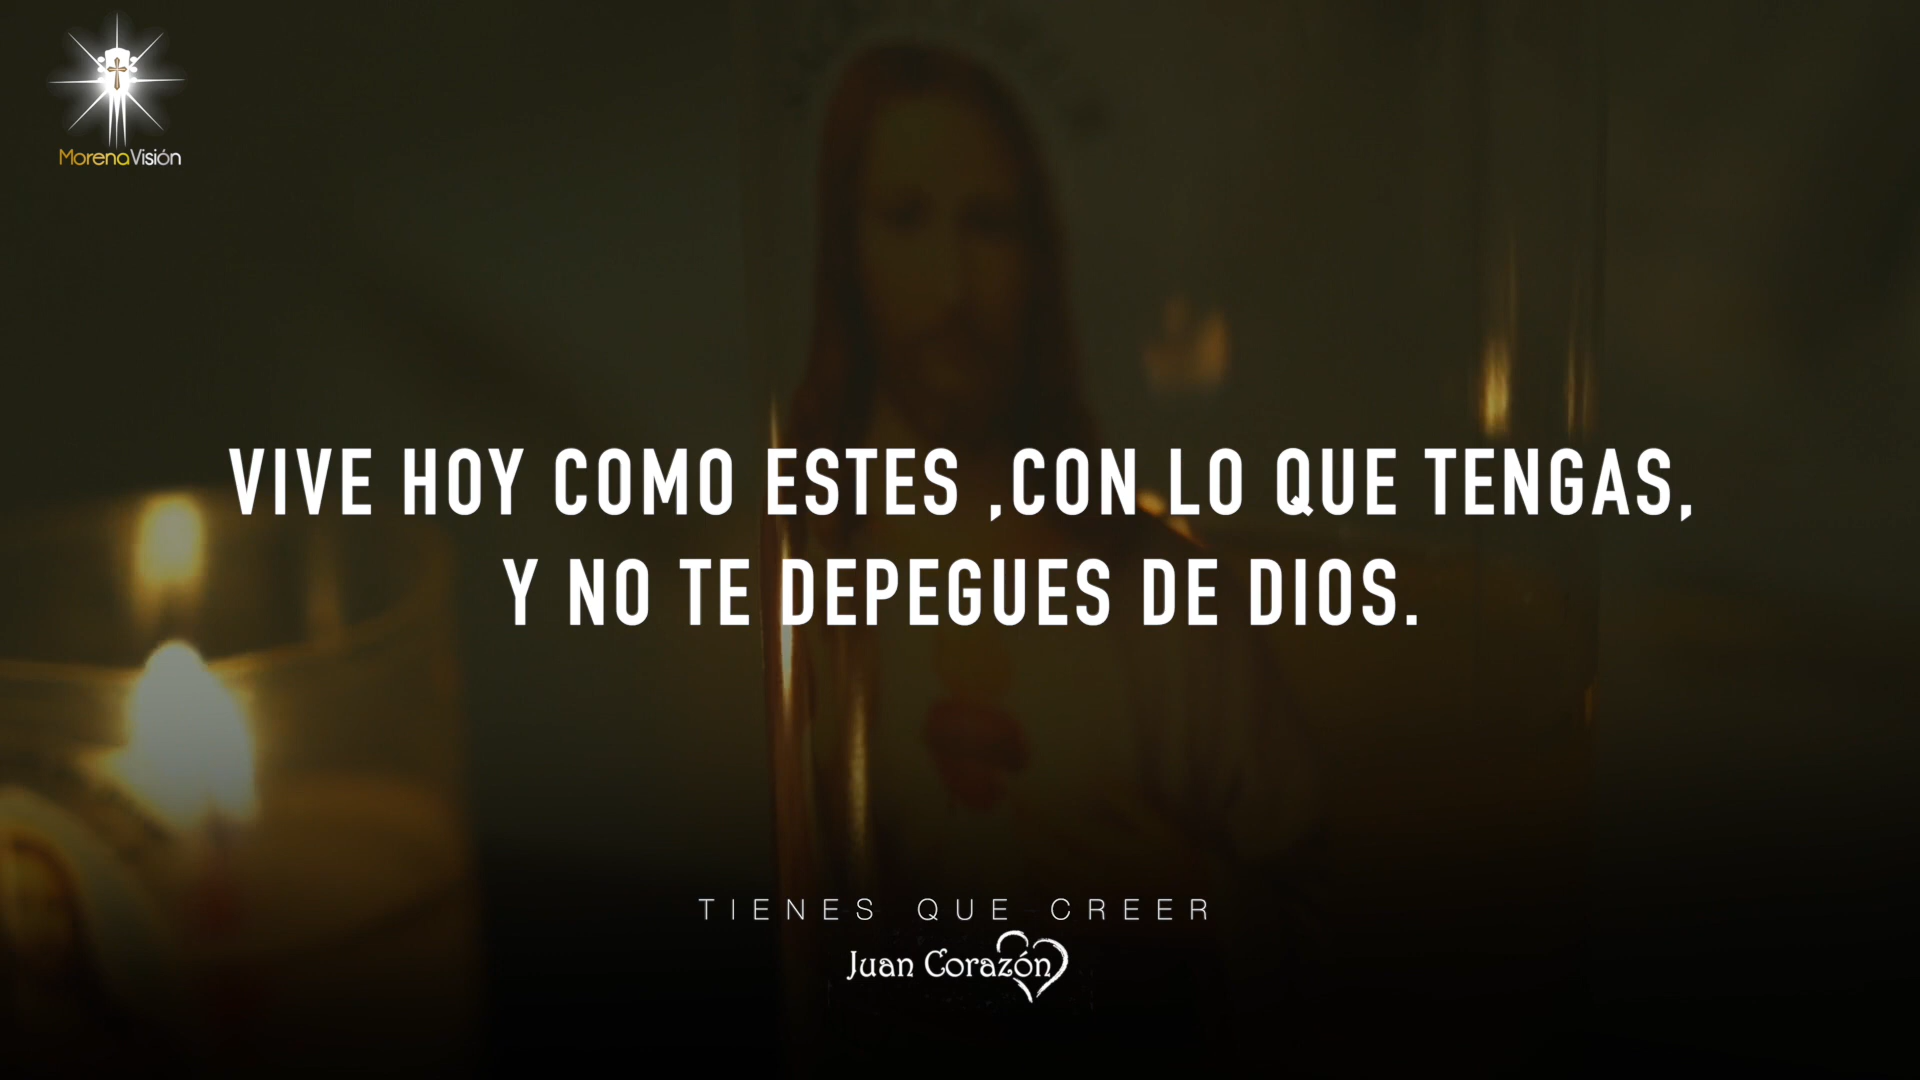 MorenaVisión
VIVE HOY COMO ESTES ,CON LO QUE TENGAS,
Y NO TE DEPEGUES DE DIOS.
TIENES QUE CREER
Juan Corazón